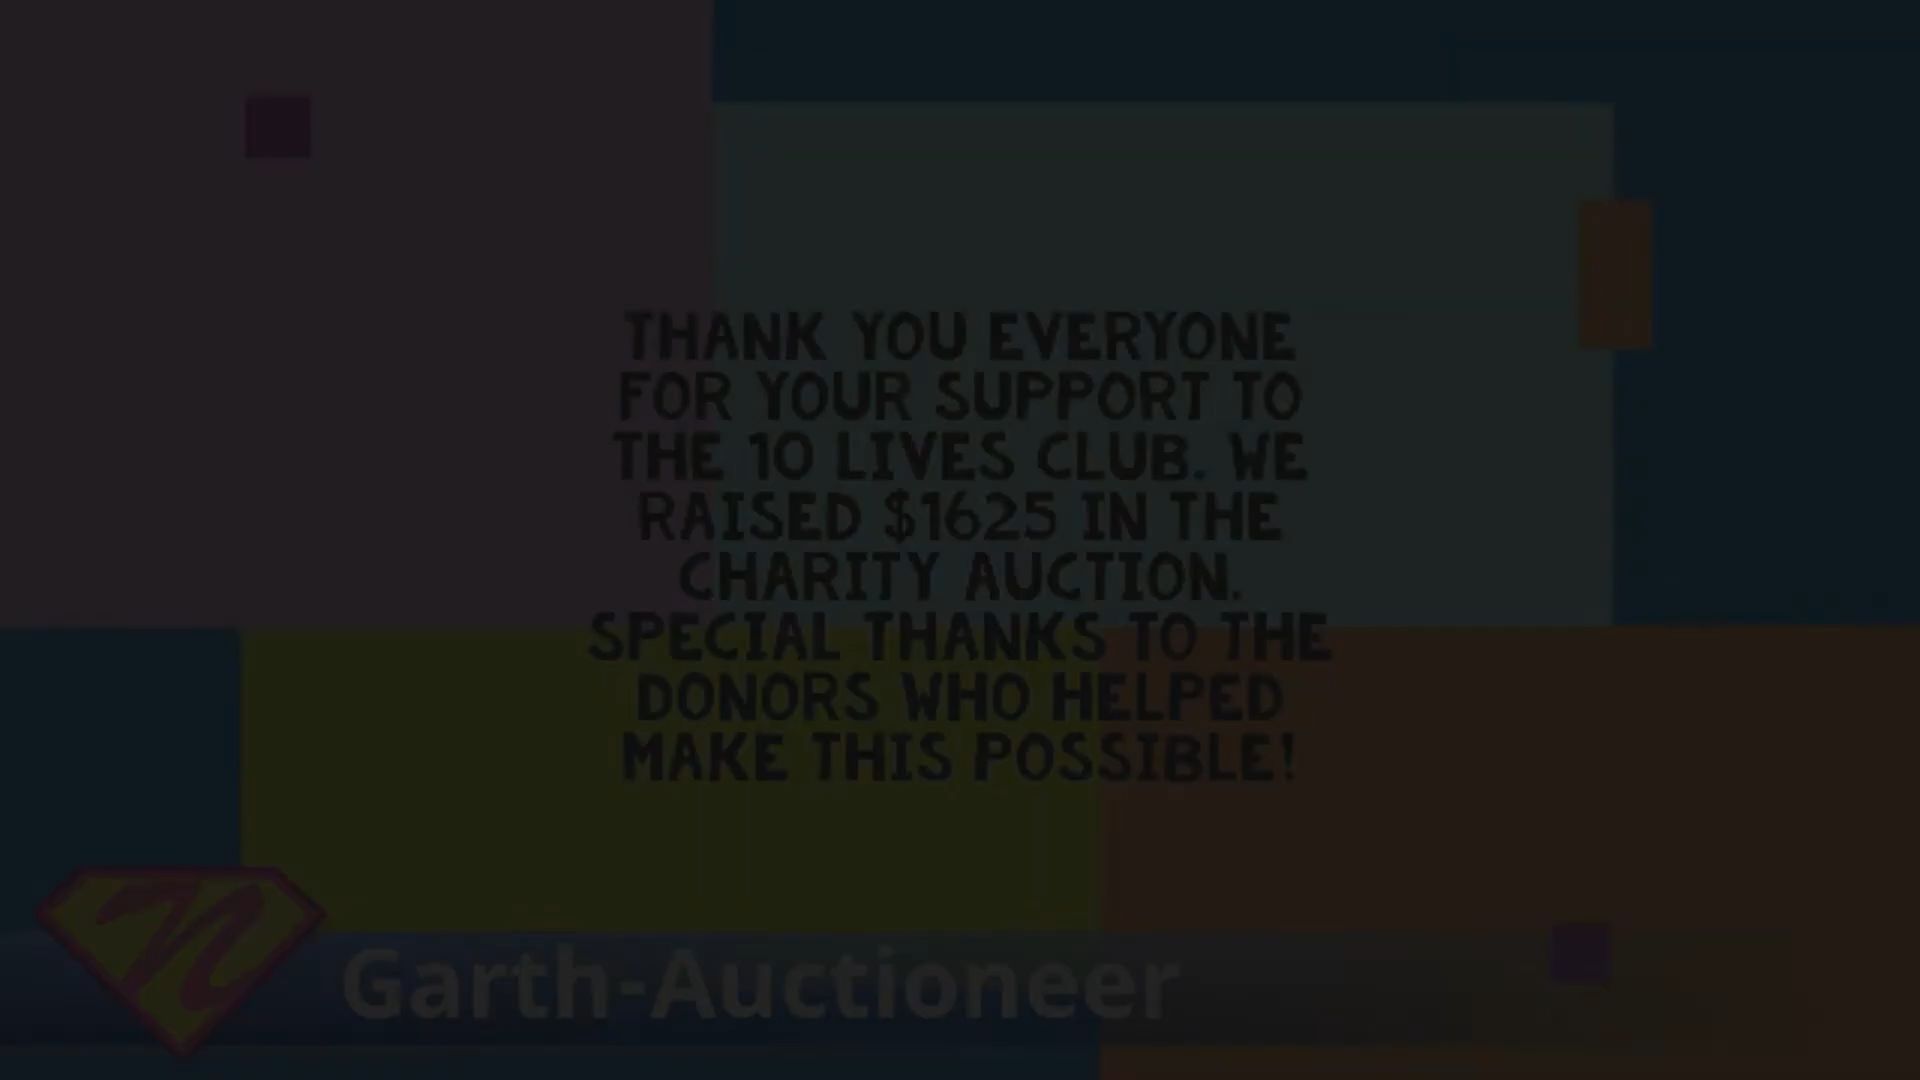 THANK YOU EVERYONE
FOR YOUR SUPPORT TO
THE 10 LIVES CLUB. WE
RAISED $1625 IN THE
CHARITY AUCTION.
SPECIAL THANKS TO THE
DONORS WHO HELPED
MAKE THIS POSSIBLE!
n
Garth-Auctioneer